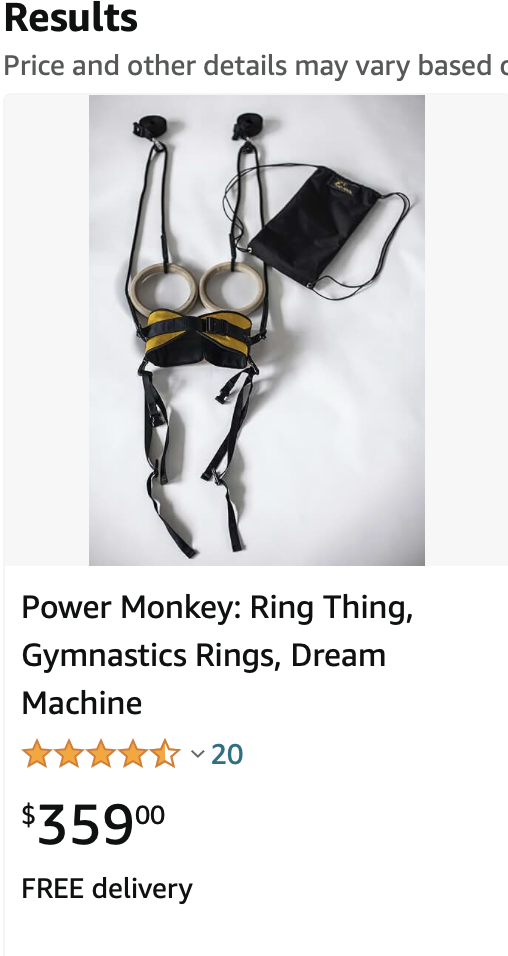 Results
Price and other details may vary based
Power Monkey: Ring Thing,
Gymnastics Rings, Dream
Machine
20
$35900
FREE delivery